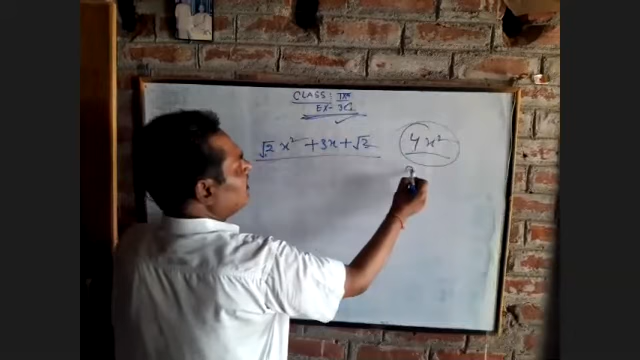 CLASS: IX
EX- 3.1
√2 x² + 3x + √2 4x²